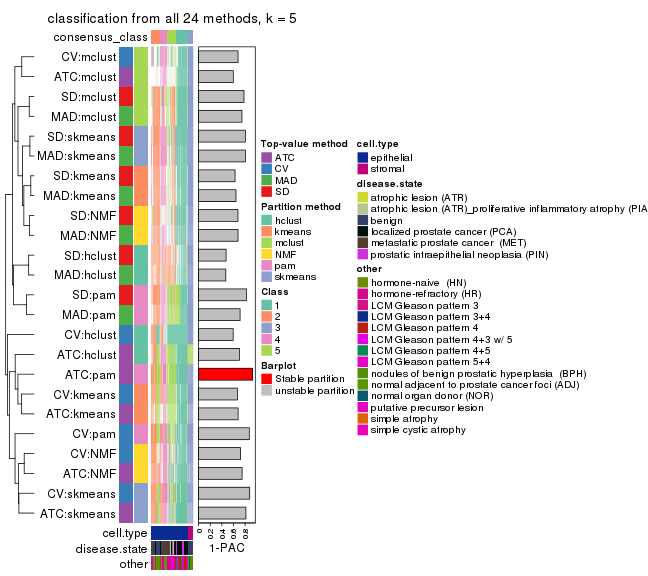 classification from all 24 methods, k = 5
consensus_class
CV:mclust
ATC:mclust
SD:mclust
MAD:mclust
SD:skmeans
MAD:skmeans
SD:kmeans
MAD:kmeans
SD:NMF
MAD:NMF
SD:hclust
MAD:hclust
SD:pam
MAD:pam
CV:hclust
ATC:hclust
ATC:pam
CV:kmeans
ATC:kmeans
CV:pam
CV:NMF
ATC:NMF
CV:skmeans
ATC:skmeans
cell.type
disease.state
other
0 0.2 0.4 0.6 0.8
1-PAC
Top-value method
ATC
CV
MAD
SD
Partition method
hclust
kmeans
mclust
NMF
pam
skmeans
Class
1
2
3
4
5
Barplot
Stable partition
unstable partition
cell.type
epithelial
stromal
disease.state
atrophic lesion (ATR)
atrophic lesion (ATR)_proliferative inflammatory atrophy (PIA
benign
localized prostate cancer (PCA)
metastatic prostate cancer (MET)
prostatic intraepithelial neoplasia (PIN)
other
hormone-naive (HN)
hormone-refractory (HR)
LCM Gleason pattern 3
LCM Gleason pattern 3+4
LCM Gleason pattern 4
LCM Gleason pattern 4+3 w/ 5
LCM Gleason pattern 4+5
LCM Gleason pattern 5+4
nodules of benign prostatic hyperplasia (BPH)
normal adjacent to prostate cancer foci (ADJ)
normal organ donor (NOR)
putative precursor lesion
simple atrophy
simple cystic atrophy